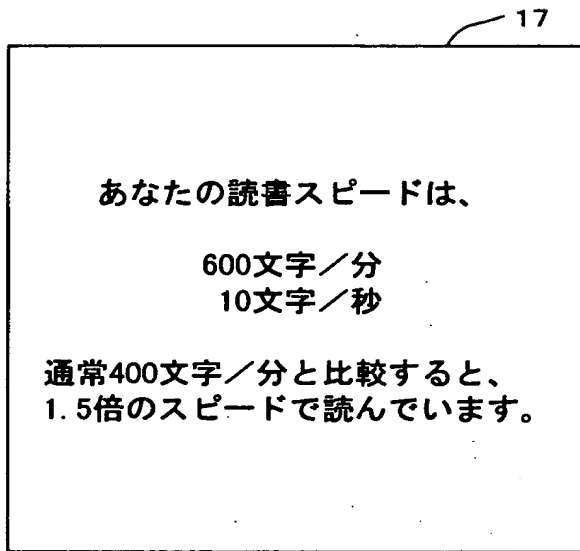 17
あなたの読書スピードは、
600文字／分
10文字／秒
通常400文字／分と比較すると、
1.5倍のスピードで読んでいます。